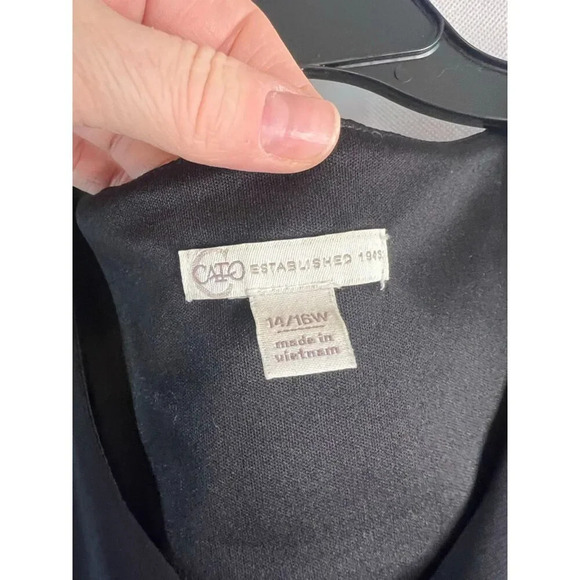 CATO ESTABLISHED 1946
14/16W
made in
vietnam